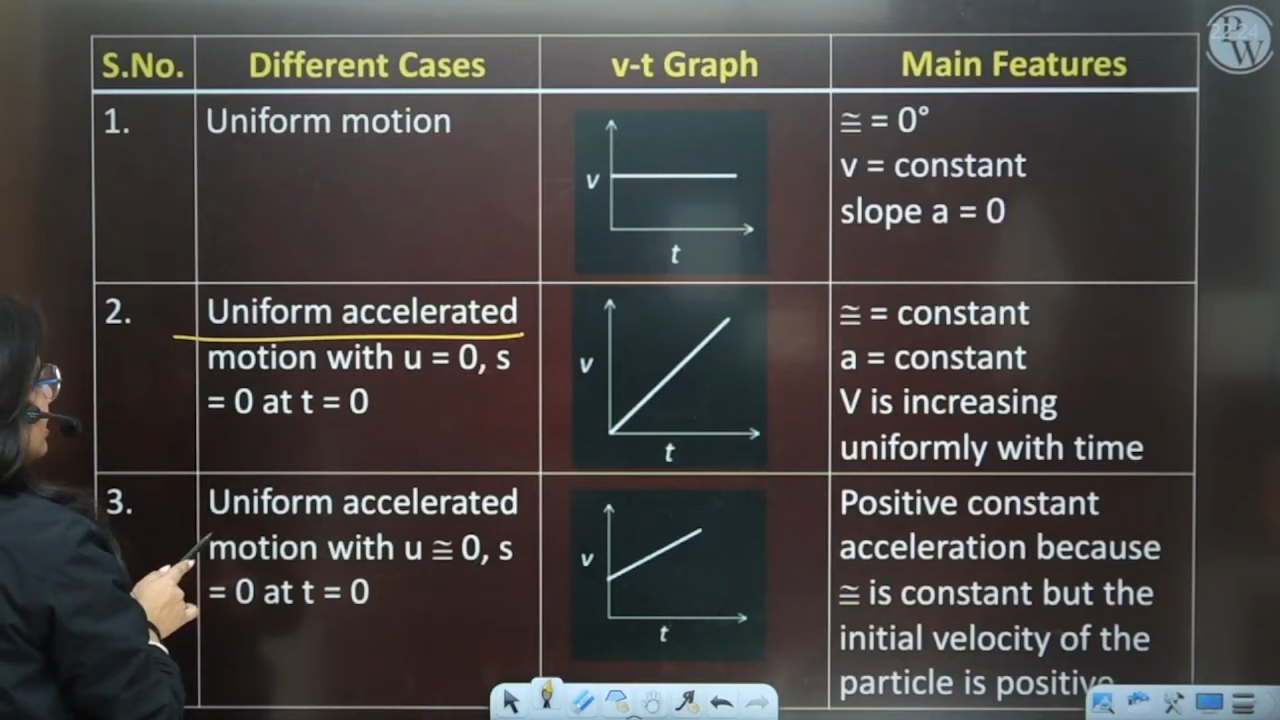 S.No. Different Cases v-t Graph Main Features
1. Uniform motion
v
t
≅ = 0°
v = constant
slope a = 0
2. Uniform accelerated
motion with u = 0, s
= 0 at t = 0
v
t
≅ = constant
a = constant
V is increasing
uniformly with time
3. Uniform accelerated
motion with u ≅ 0, s
= 0 at t = 0
v
t
Positive constant
acceleration because
≅ is constant but the
initial velocity of the
particle is positive
PW